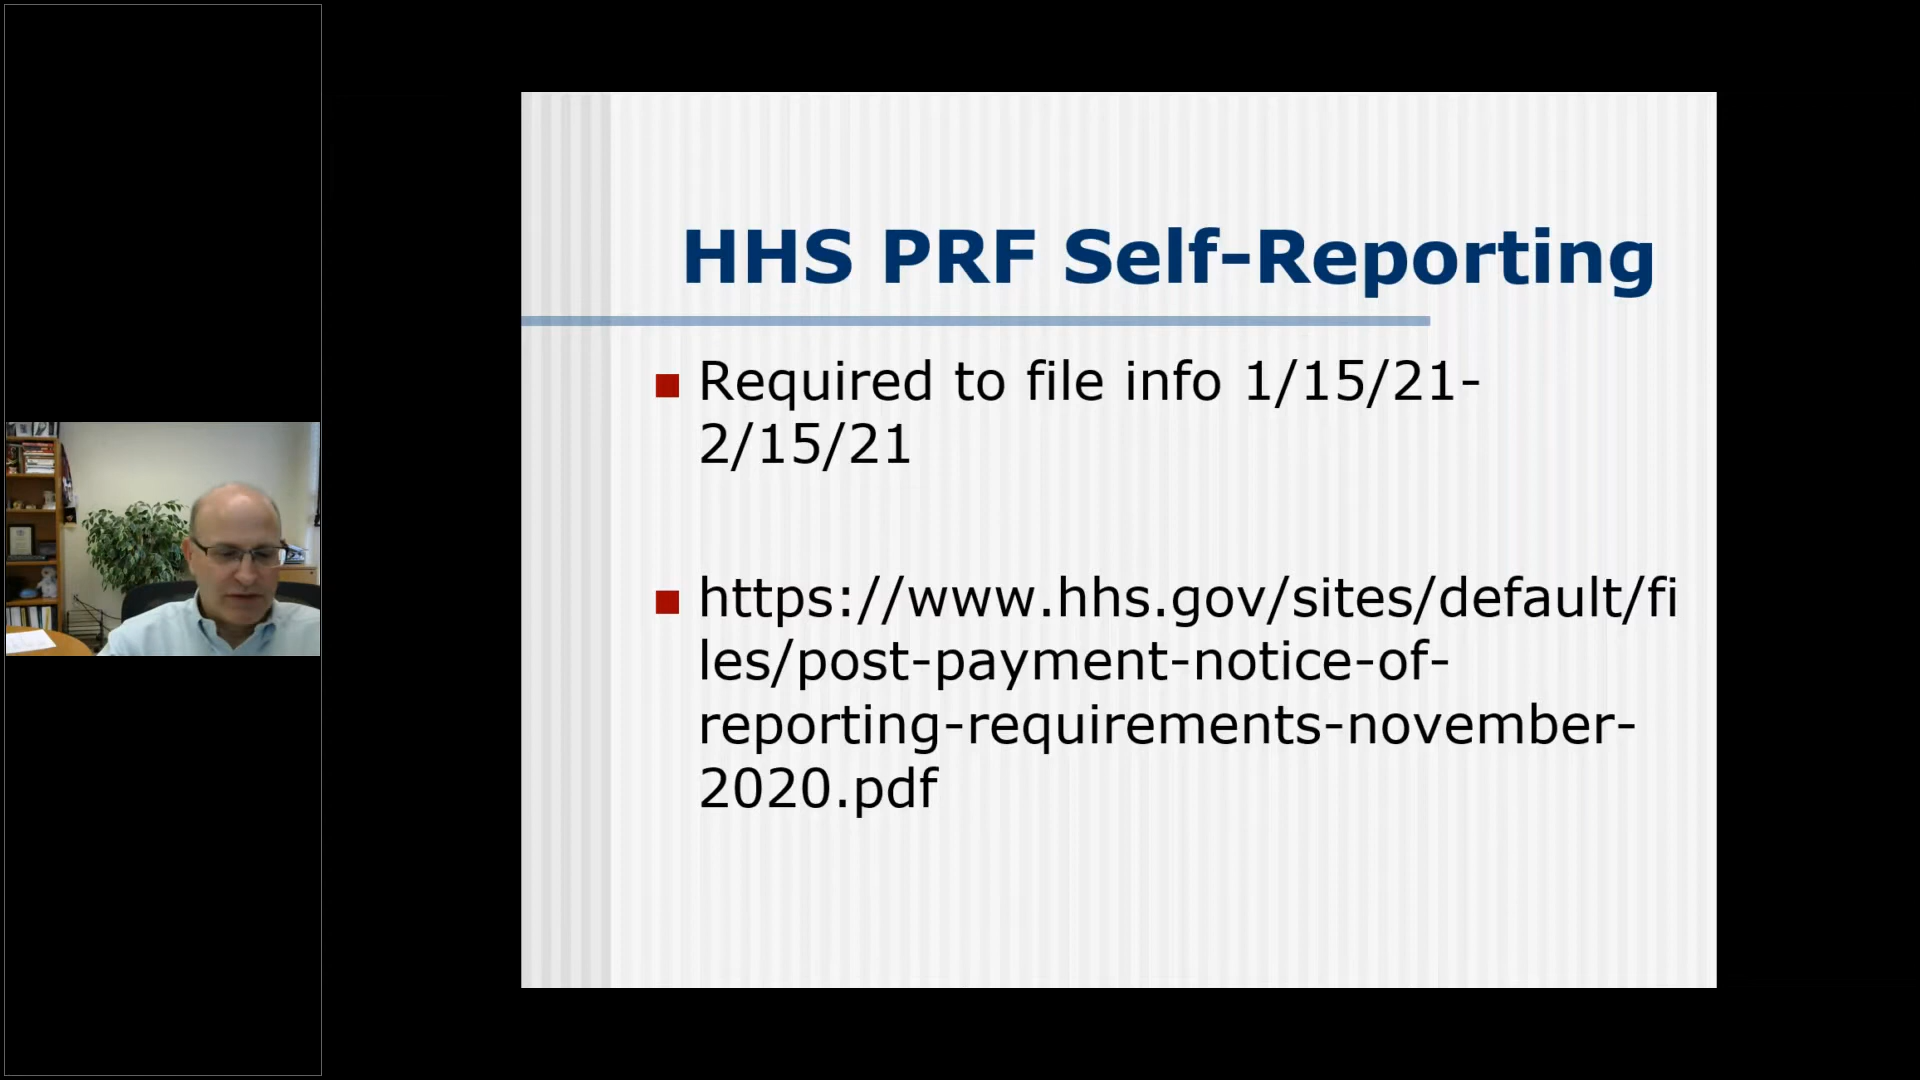 HHS PRF Self-Reporting
Required to file info 1/15/21-
2/15/21
https://www.hhs.gov/sites/default/fi
les/post-payment-notice-of-
reporting-requirements-november-
2020.pdf